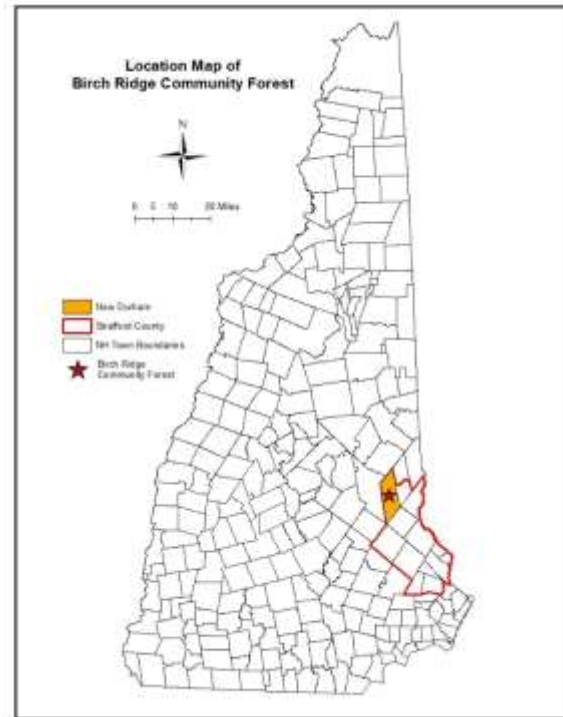 Location Map of
Birch Ridge Community Forest
N
0 5 10 20 Miles
New Durham
Strafford County
NH Town Boundaries
Birch Ridge
Community Forest